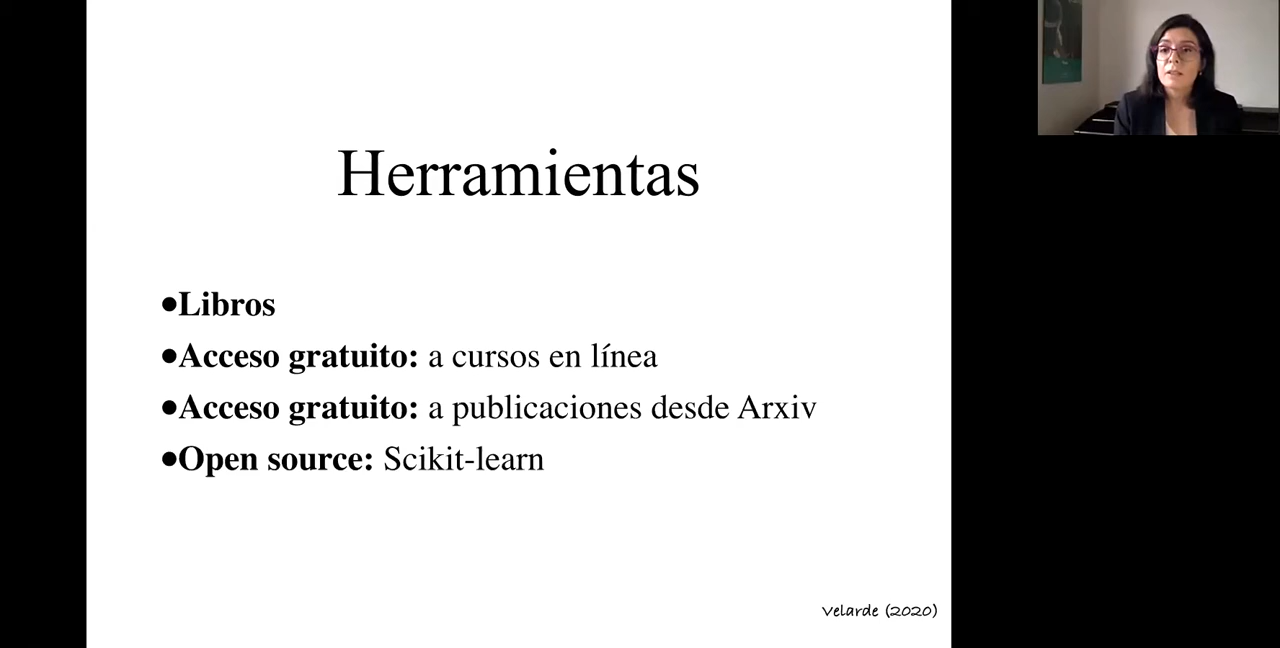 Herramientas
●Libros
●Acceso gratuito: a cursos en línea
●Acceso gratuito: a publicaciones desde Arxiv
●Open source: Scikit-learn
Velarde (2020)